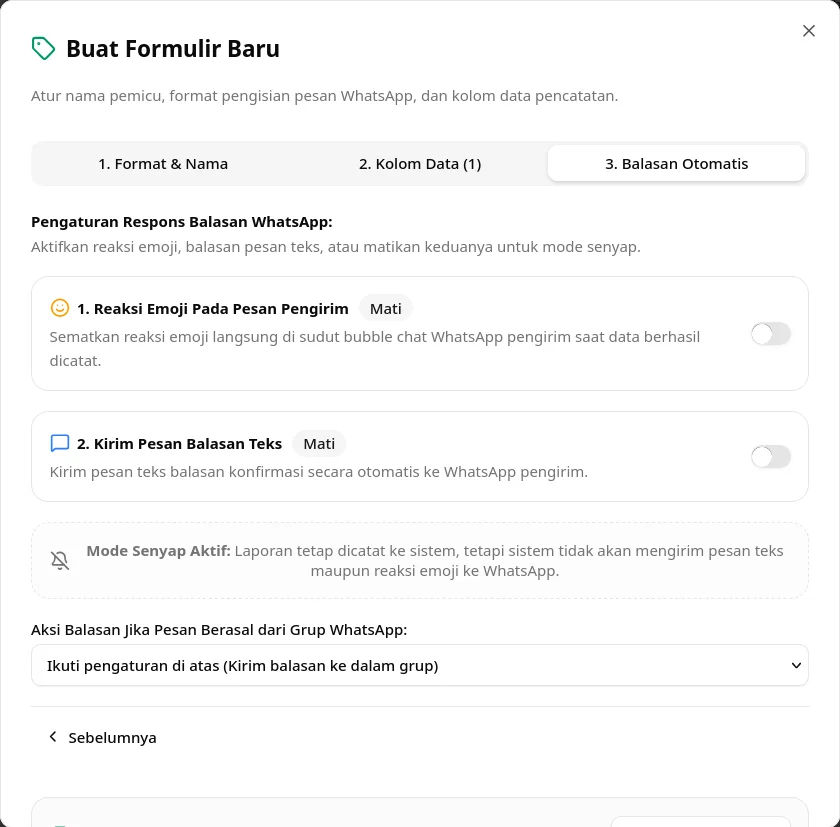 Buat Formulir Baru
Atur nama pemicu, format pengisian pesan WhatsApp, dan kolom data pencatatan.
1. Format & Nama
2. Kolom Data (1)
3. Balasan Otomatis
Pengaturan Respons Balasan WhatsApp:
Aktifkan reaksi emoji, balasan pesan teks, atau matikan keduanya untuk mode senyap.
1. Reaksi Emoji Pada Pesan Pengirim Mati
Sematkan reaksi emoji langsung di sudut bubble chat WhatsApp pengirim saat data berhasil
dicatat.
2. Kirim Pesan Balasan Teks Mati
Kirim pesan teks balasan konfirmasi secara otomatis ke WhatsApp pengirim.
Mode Senyap Aktif: Laporan tetap dicatat ke sistem, tetapi sistem tidak akan mengirim pesan teks
maupun reaksi emoji ke WhatsApp.
Aksi Balasan Jika Pesan Berasal dari Grup WhatsApp:
Ikuti pengaturan di atas (Kirim balasan ke dalam grup)
Sebelumnya